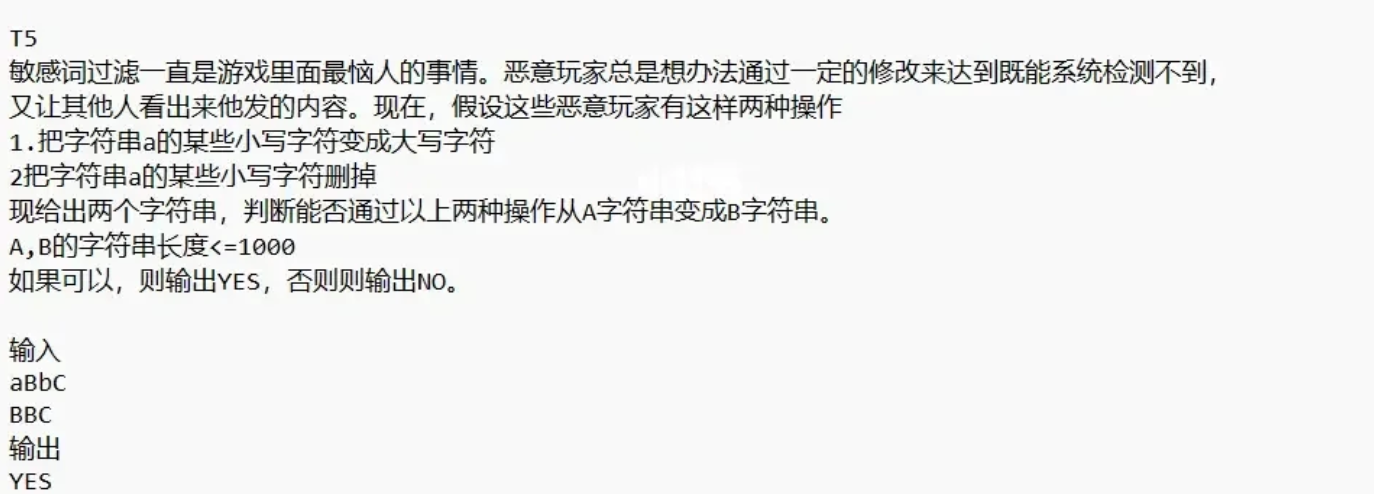 T5
敏感词过滤一直是游戏里面最恼人的事情。恶意玩家总是想办法通过一定的修改来达到既能系统检测不到，
又让其他人看出来他发的内容。现在，假设这些恶意玩家有这样两种操作
1.把字符串a的某些小写字符变成大写字符
2把字符串a的某些小写字符删掉
现给出两个字符串，判断能否通过以上两种操作从A字符串变成B字符串。
A,B的字符串长度<=1000
如果可以，则输出YES，否则则输出NO。
输入
aBbC
BBC
输出
YES